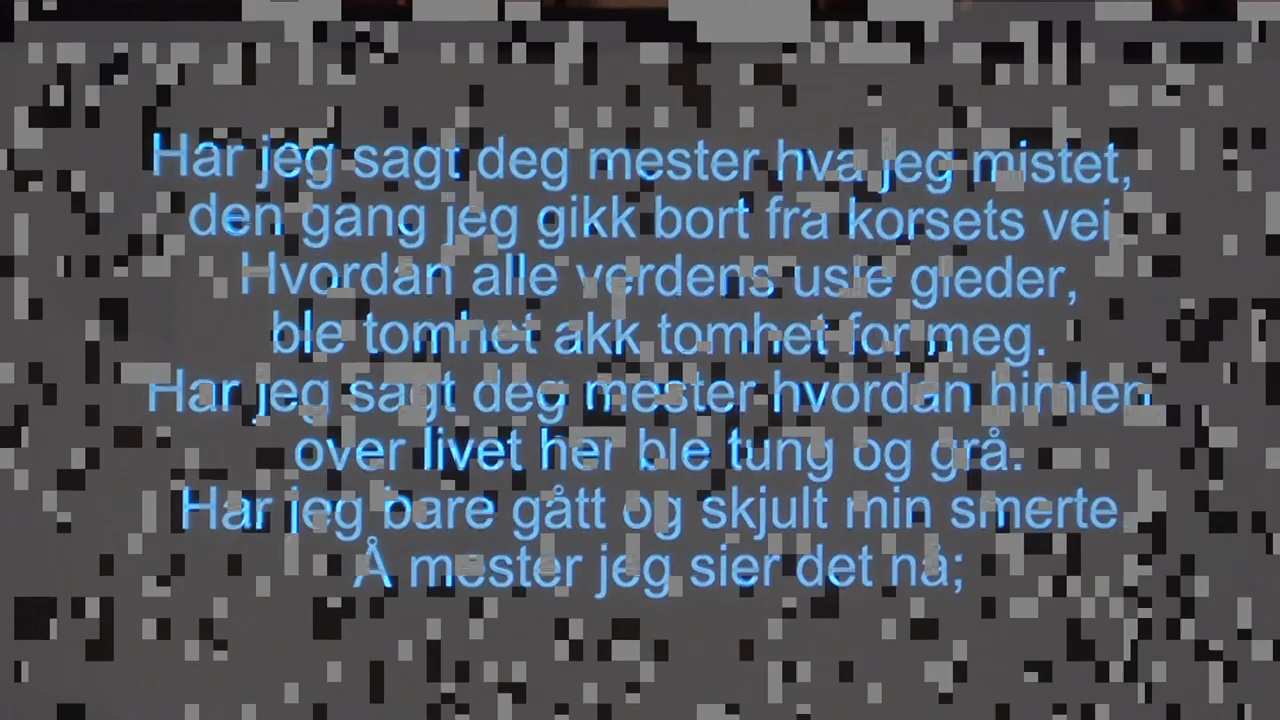 Har jeg sagt deg mester hva jeg mistet,
den gang jeg gikk bort fra korsets vei
Hvordan alle verdens usle gleder,
ble tomhet akk tomhet for meg.
Har jeg sagt deg mester hvordan himlen
over livet her ble tung og grå.
Har jeg bare gått og skjult min smerte
Å mester jeg sier det nå;